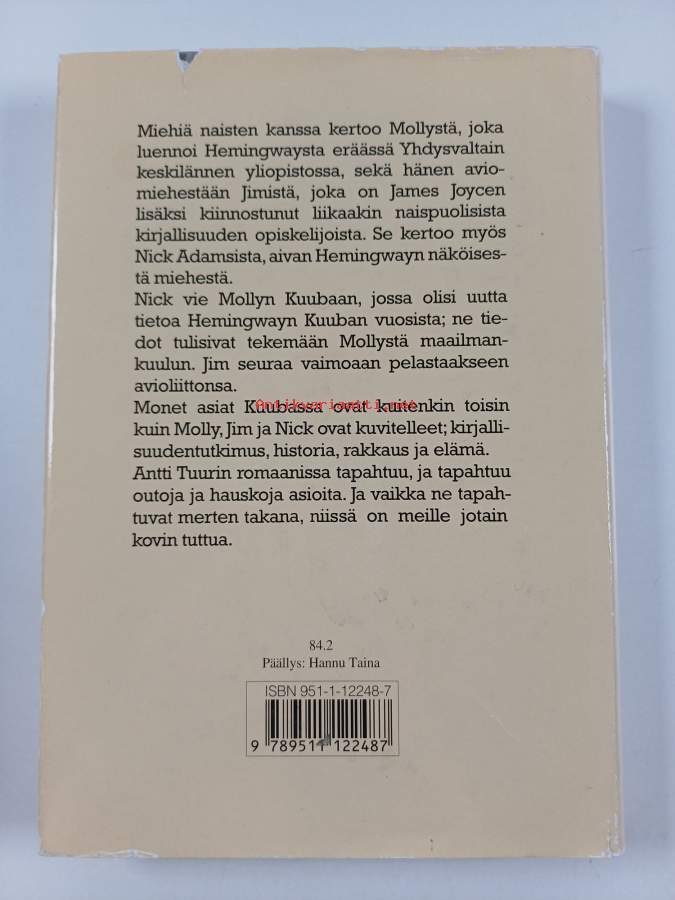 Miehiä naisten kanssa kertoo Mollystä, joka
luennoi Hemingwaysta eräässä Yhdysvaltain
keskilännen yliopistossa, sekä hänen avio-
miehestään Jimistä, joka on James Joycen
lisäksi kiinnostunut liikaakin naispuolisista
kirjallisuuden opiskelijoista. Se kertoo myös
Nick Adamsista, aivan Hemingwayn näköises-
tä miehestä.
Nick vie Mollyn Kuubaan, jossa olisi uutta
tietoa Hemingwayn Kuuban vuosista; ne tie-
dot tulisivat tekemään Mollystä maailman-
kuulun. Jim seuraa vaimoaan pelastaakseen
avioliittonsa.
Antikvariaatti.net
Monet asiat Kuubassa ovat kuitenkin toisin
kuin Molly, Jim ja Nick ovat kuvitelleet; kirjalli-
suudentutkimus, historia, rakkaus ja elämä.
Antti Tuurin romaanissa tapahtuu, ja tapahtuu
outoja ja hauskoja asioita. Ja vaikka ne tapah-
tuvat merten takana, niissä on meille jotain
kovin tuttua.
84.2
Päällys: Hannu Taina
ISBN 951-1-12248-7
9 789511 122487